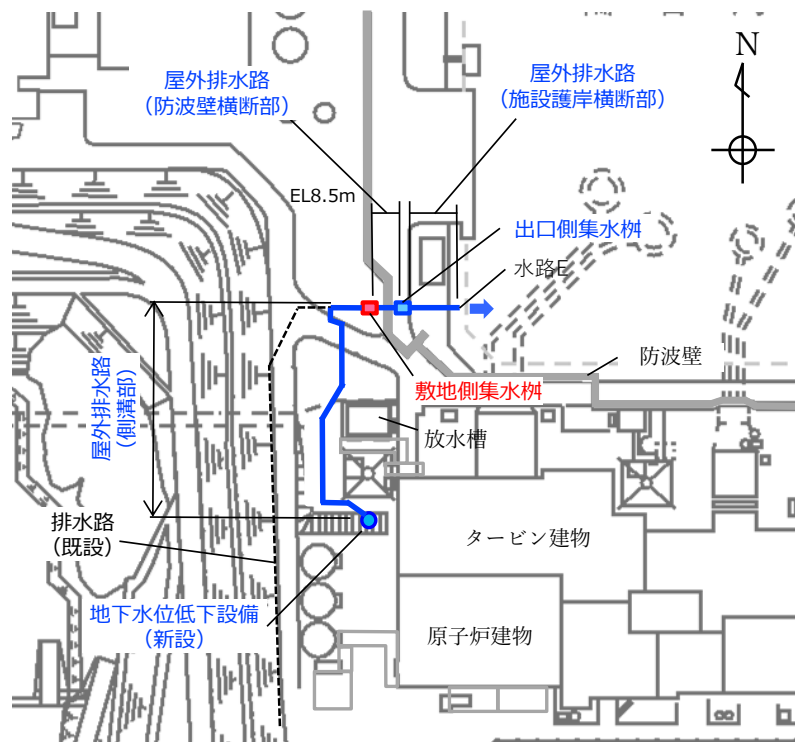 屋外排水路
（防波壁横断部）
屋外排水路
（施設護岸横断部）
N
EL8.5m
出口側集水桝
水路E
防波壁
敷地側集水桝
屋外排水路
（側溝部）
放水槽
排水路
（既設）
タービン建物
地下水位低下設備
（新設）
原子炉建物